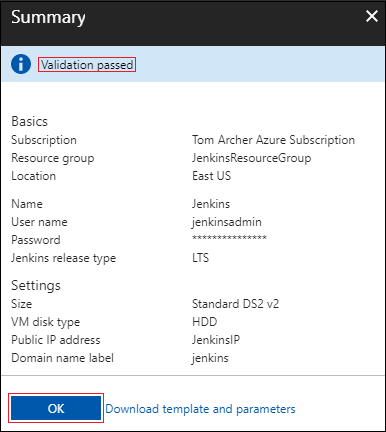 Summary
Validation passed
Basics
Subscription Tom Archer Azure Subscription
Resource group JenkinsResourceGroup
Location East US
Name Jenkins
User name jenkinsadmin
Password ***************
Jenkins release type LTS
Settings
Size Standard DS2 v2
VM disk type HDD
Public IP address JenkinsIP
Domain name label jenkins
OK Download template and parameters